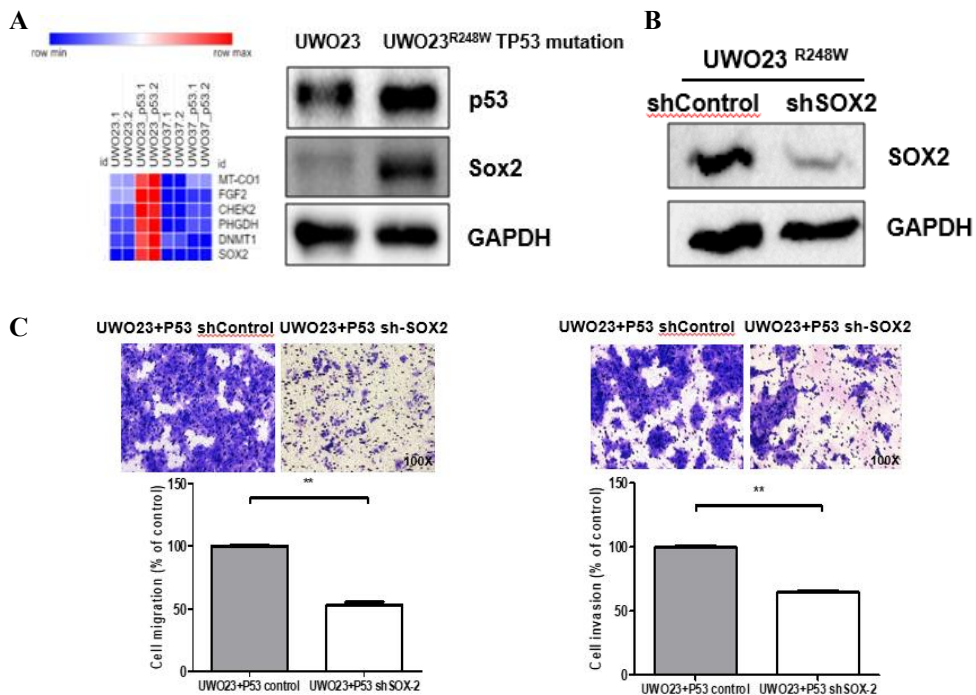 A
row min
row max
id
UWO23.1
UWO23.2
UWO23_p53.1
UWO23_p53.2
UWO37.1
UWO37.2
UWO37_p53.1
UWO37_p53.2
id
MT-CO1
FGF2
CHEK2
PHGDH
DNMT1
SOX2
UWO23 UWO23R248W TP53 mutation
p53
Sox2
GAPDH
B
UWO23 R248W
shControl shSOX2
SOX2
GAPDH
C
UWO23+P53 shControl UWO23+P53 sh-SOX2
100X
Cell migration (% of control)
150
100
50
0
**
UWO23+P53 control UWO23+P53 shSOX-2
UWO23+P53 shControl UWO23+P53 sh-SOX2
100X
Cell invasion (% of control)
150
100
50
0
**
UWO23+P53 control UWO23+P53 shSOX-2